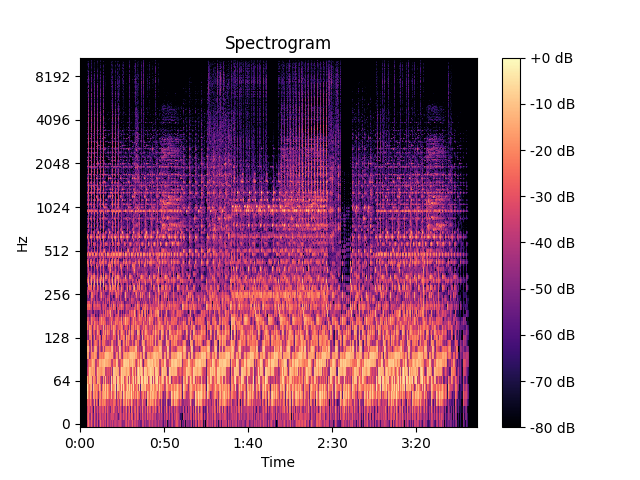 Spectrogram
Hz
8192
4096
2048
1024
512
256
128
64
0
0:00 0:50 1:40 2:30 3:20
Time
+0 dB
-10 dB
-20 dB
-30 dB
-40 dB
-50 dB
-60 dB
-70 dB
-80 dB